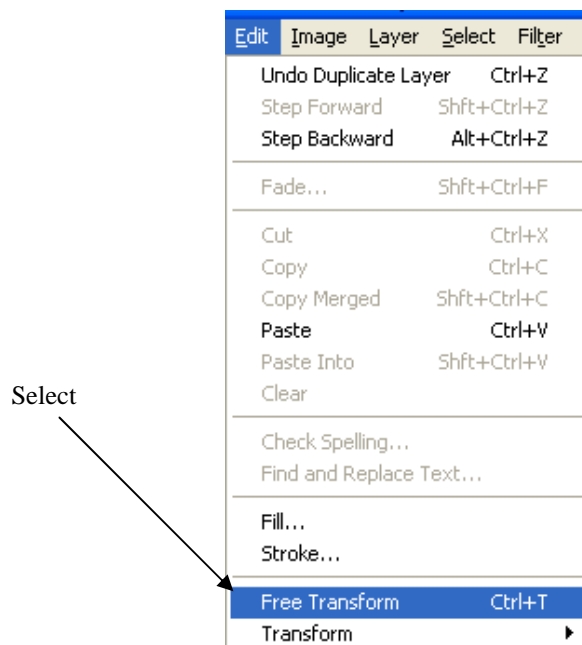 Edit Image Layer Select Filter
Undo Duplicate Layer Ctrl+Z
Step Forward Shft+Ctrl+Z
Step Backward Alt+Ctrl+Z
Fade... Shft+Ctrl+F
Cut Ctrl+X
Copy Ctrl+C
Copy Merged Shft+Ctrl+C
Paste Ctrl+V
Paste Into Shft+Ctrl+V
Clear
Select
Check Spelling...
Find and Replace Text...
Fill...
Stroke...
Free Transform Ctrl+T
Transform